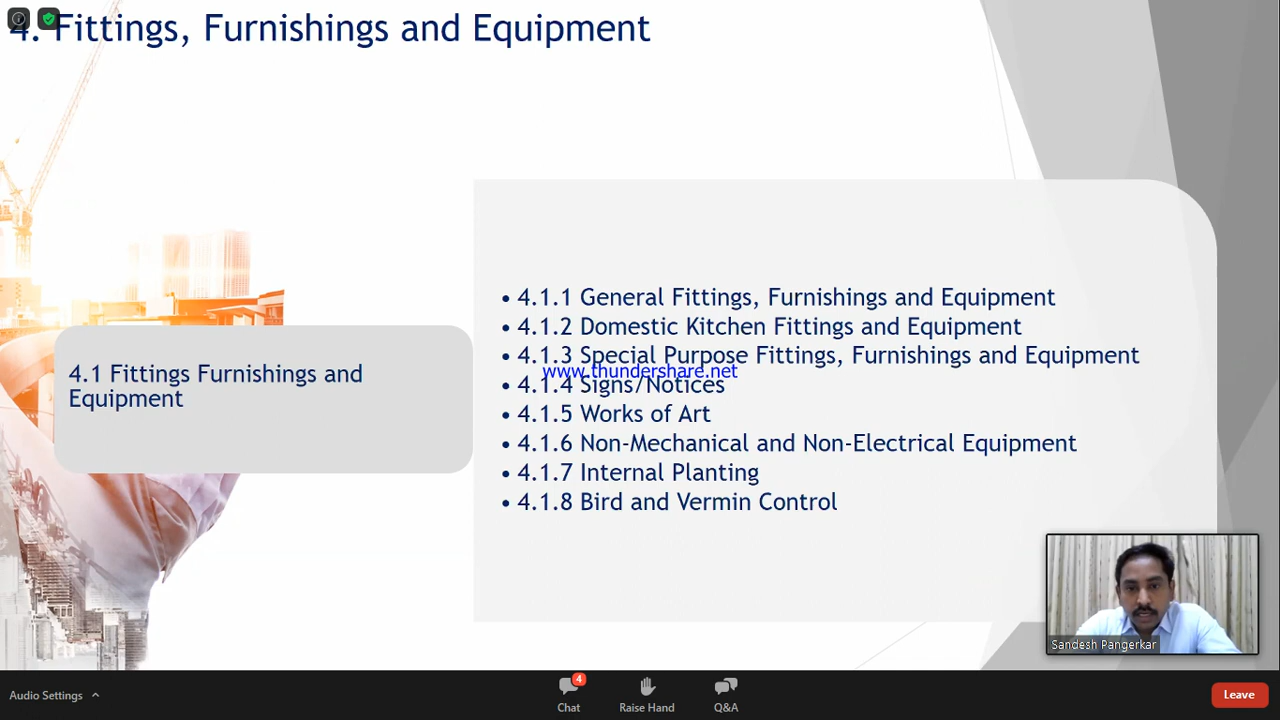 4. Fittings, Furnishings and Equipment
4.1 Fittings Furnishings and
Equipment
• 4.1.1 General Fittings, Furnishings and Equipment
• 4.1.2 Domestic Kitchen Fittings and Equipment
• 4.1.3 Special Purpose Fittings, Furnishings and Equipment
www.thundershare.net
• 4.1.4 Signs/Notices
• 4.1.5 Works of Art
• 4.1.6 Non-Mechanical and Non-Electrical Equipment
• 4.1.7 Internal Planting
• 4.1.8 Bird and Vermin Control
Sandesh Pangerkar
Audio Settings
4
Chat
Raise Hand
Q&A
Leave